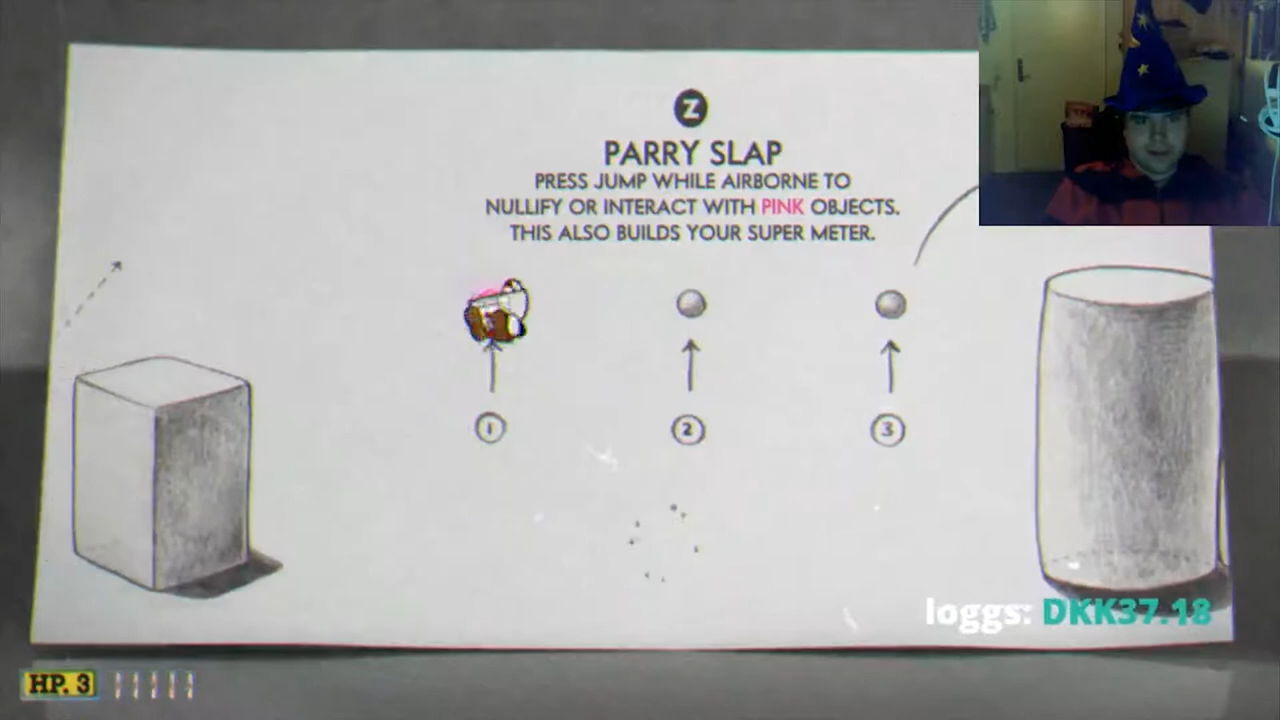 Z
PARRY SLAP
PRESS JUMP WHILE AIRBORNE TO
NULLIFY OR INTERACT WITH PINK OBJECTS.
THIS ALSO BUILDS YOUR SUPER METER.
1 2 3
loggs: DKK37.18
HP. 3